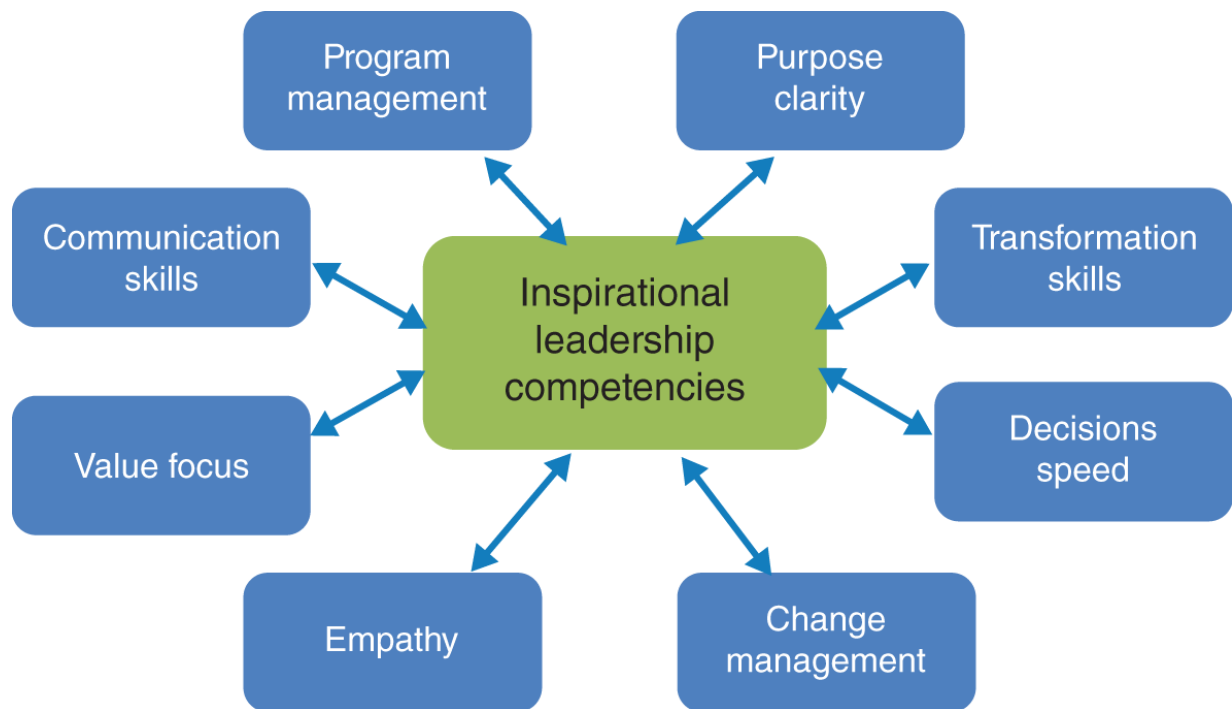 Program
management
Purpose
clarity
Communication
skills
Inspirational
leadership
competencies
Transformation
skills
Value focus
Decisions
speed
Empathy
Change
management